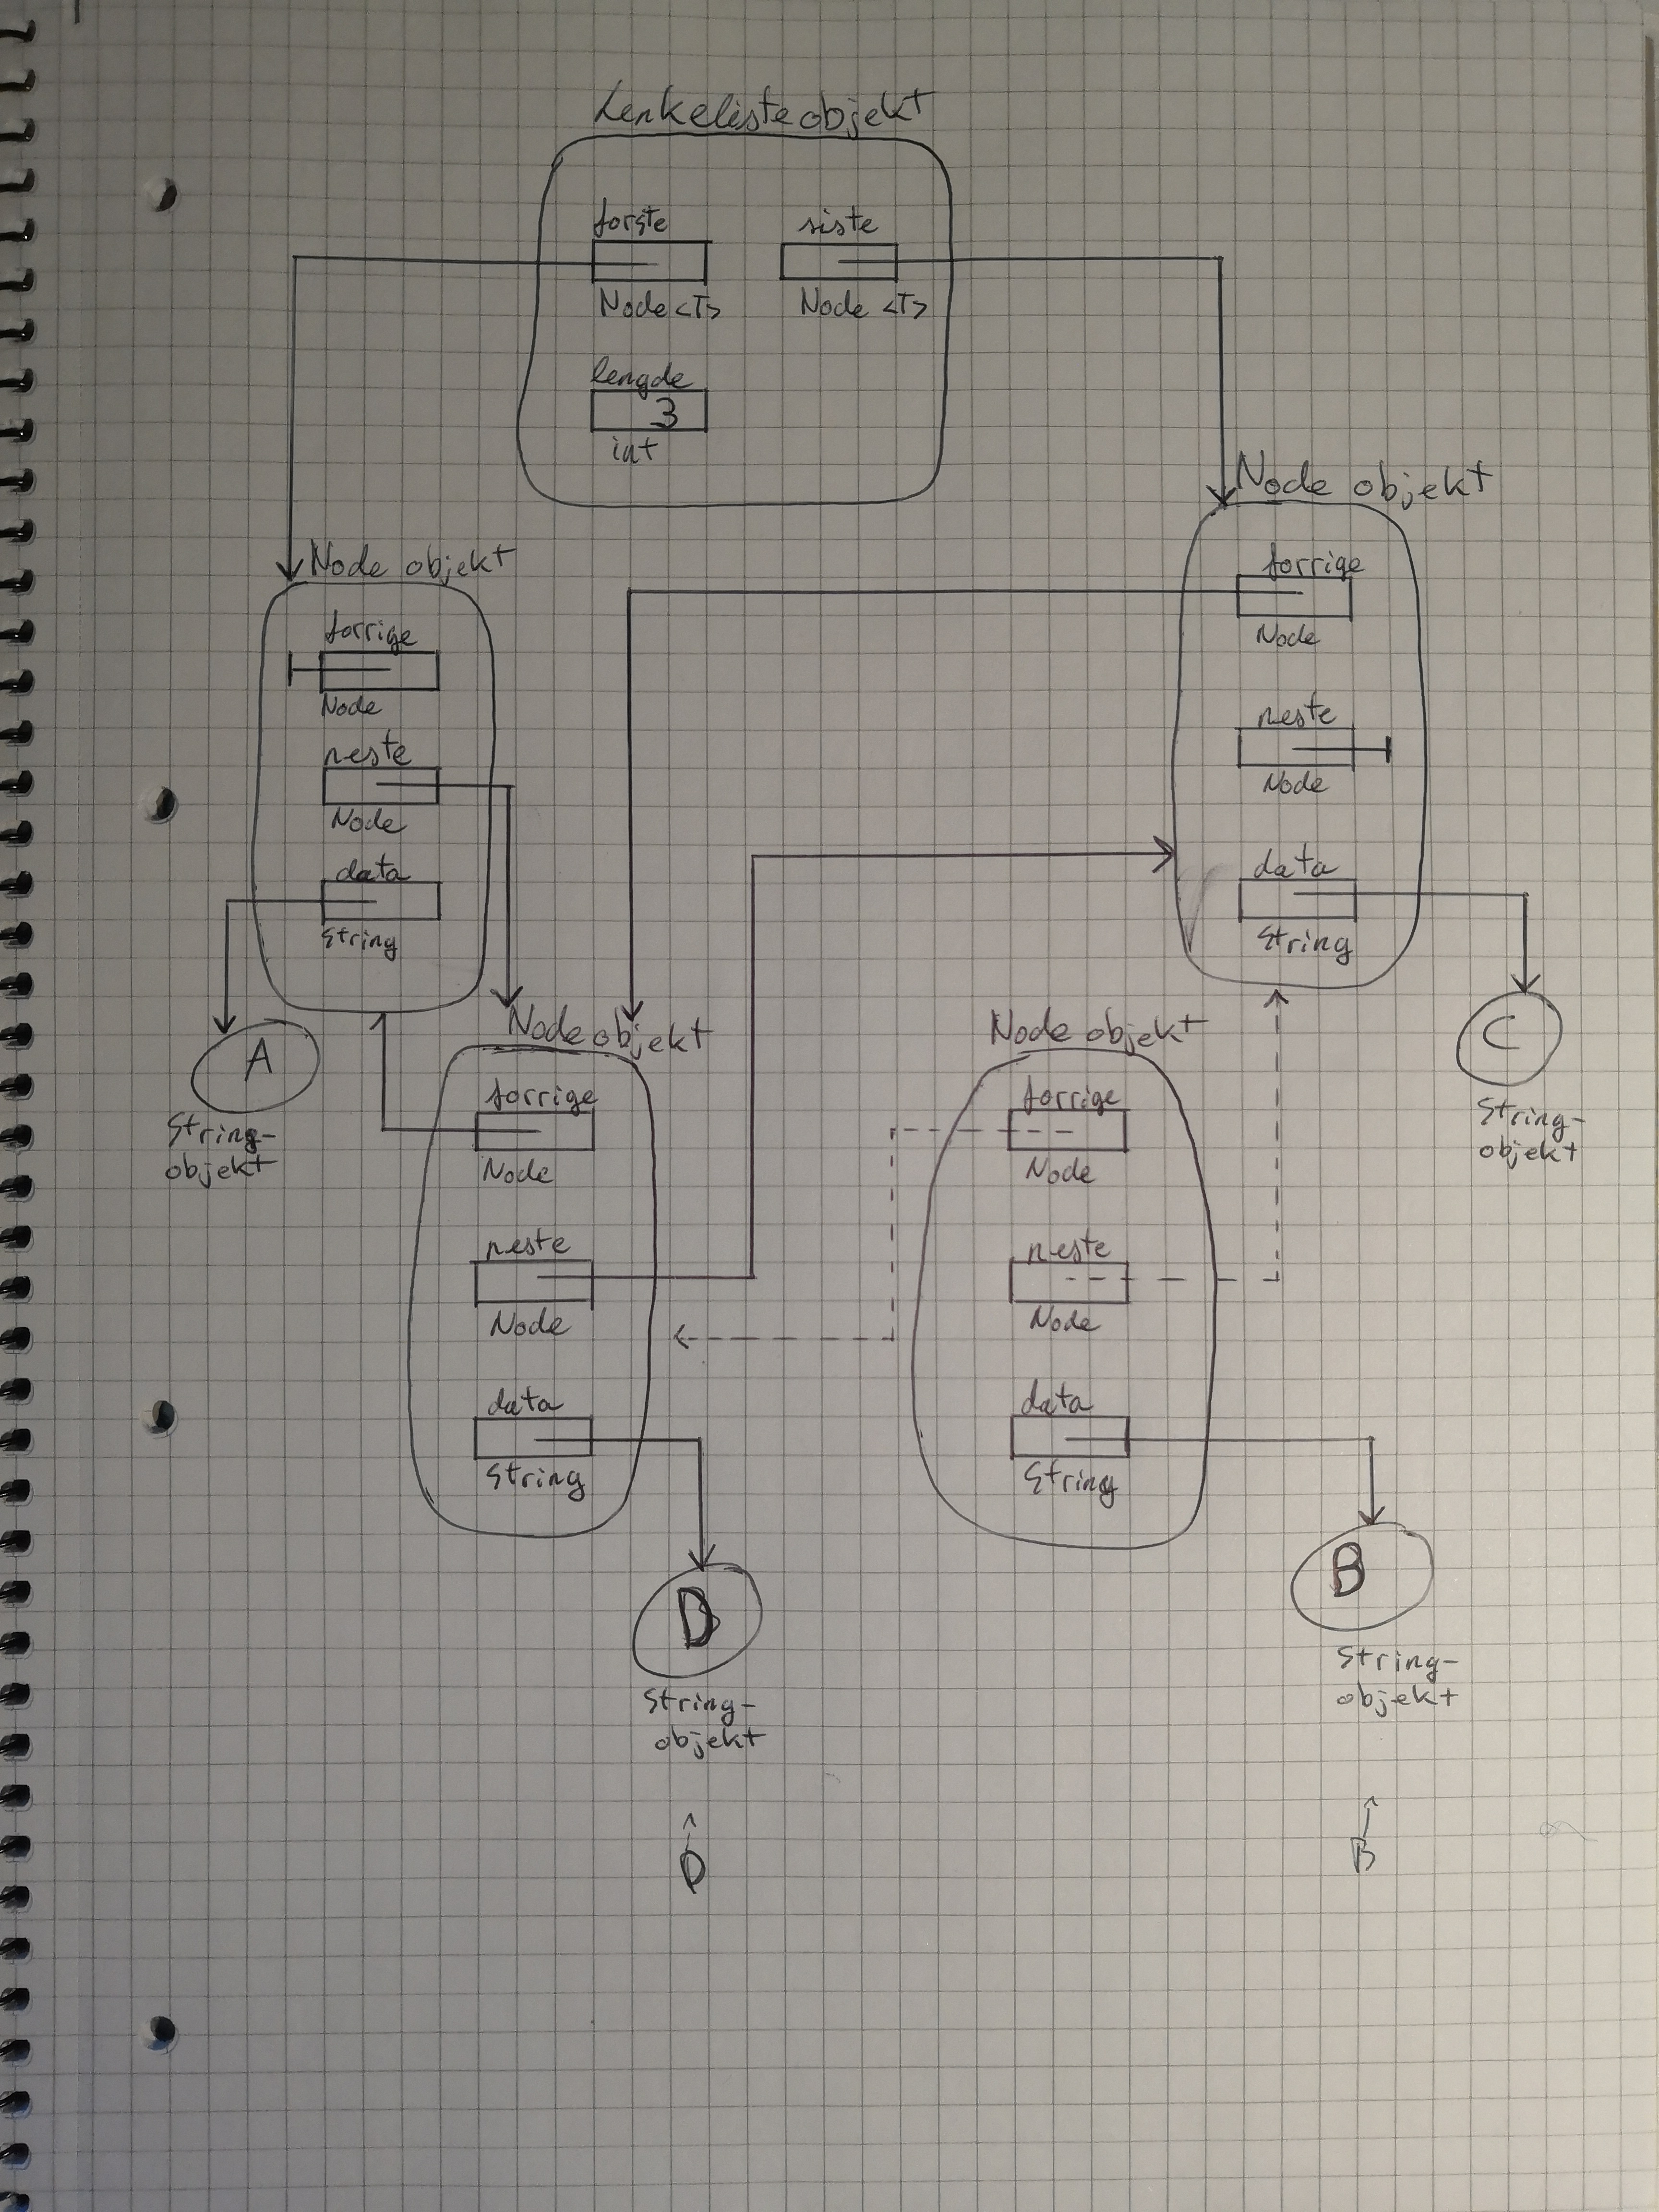 Lenkelisteobjekt
forste siste
Node <T> Node <T>
lengde
3
int
Node objekt
forrige
Node
neste
Node
data
String
C
String-
objekt
Node objekt
forrige
Node
neste
Node
data
String
A
String-
objekt
Node objekt
forrige
Node
neste
Node
data
String
D
String-
objekt
D
Node objekt
forrige
Node
neste
Node
data
String
B
String-
objekt
B